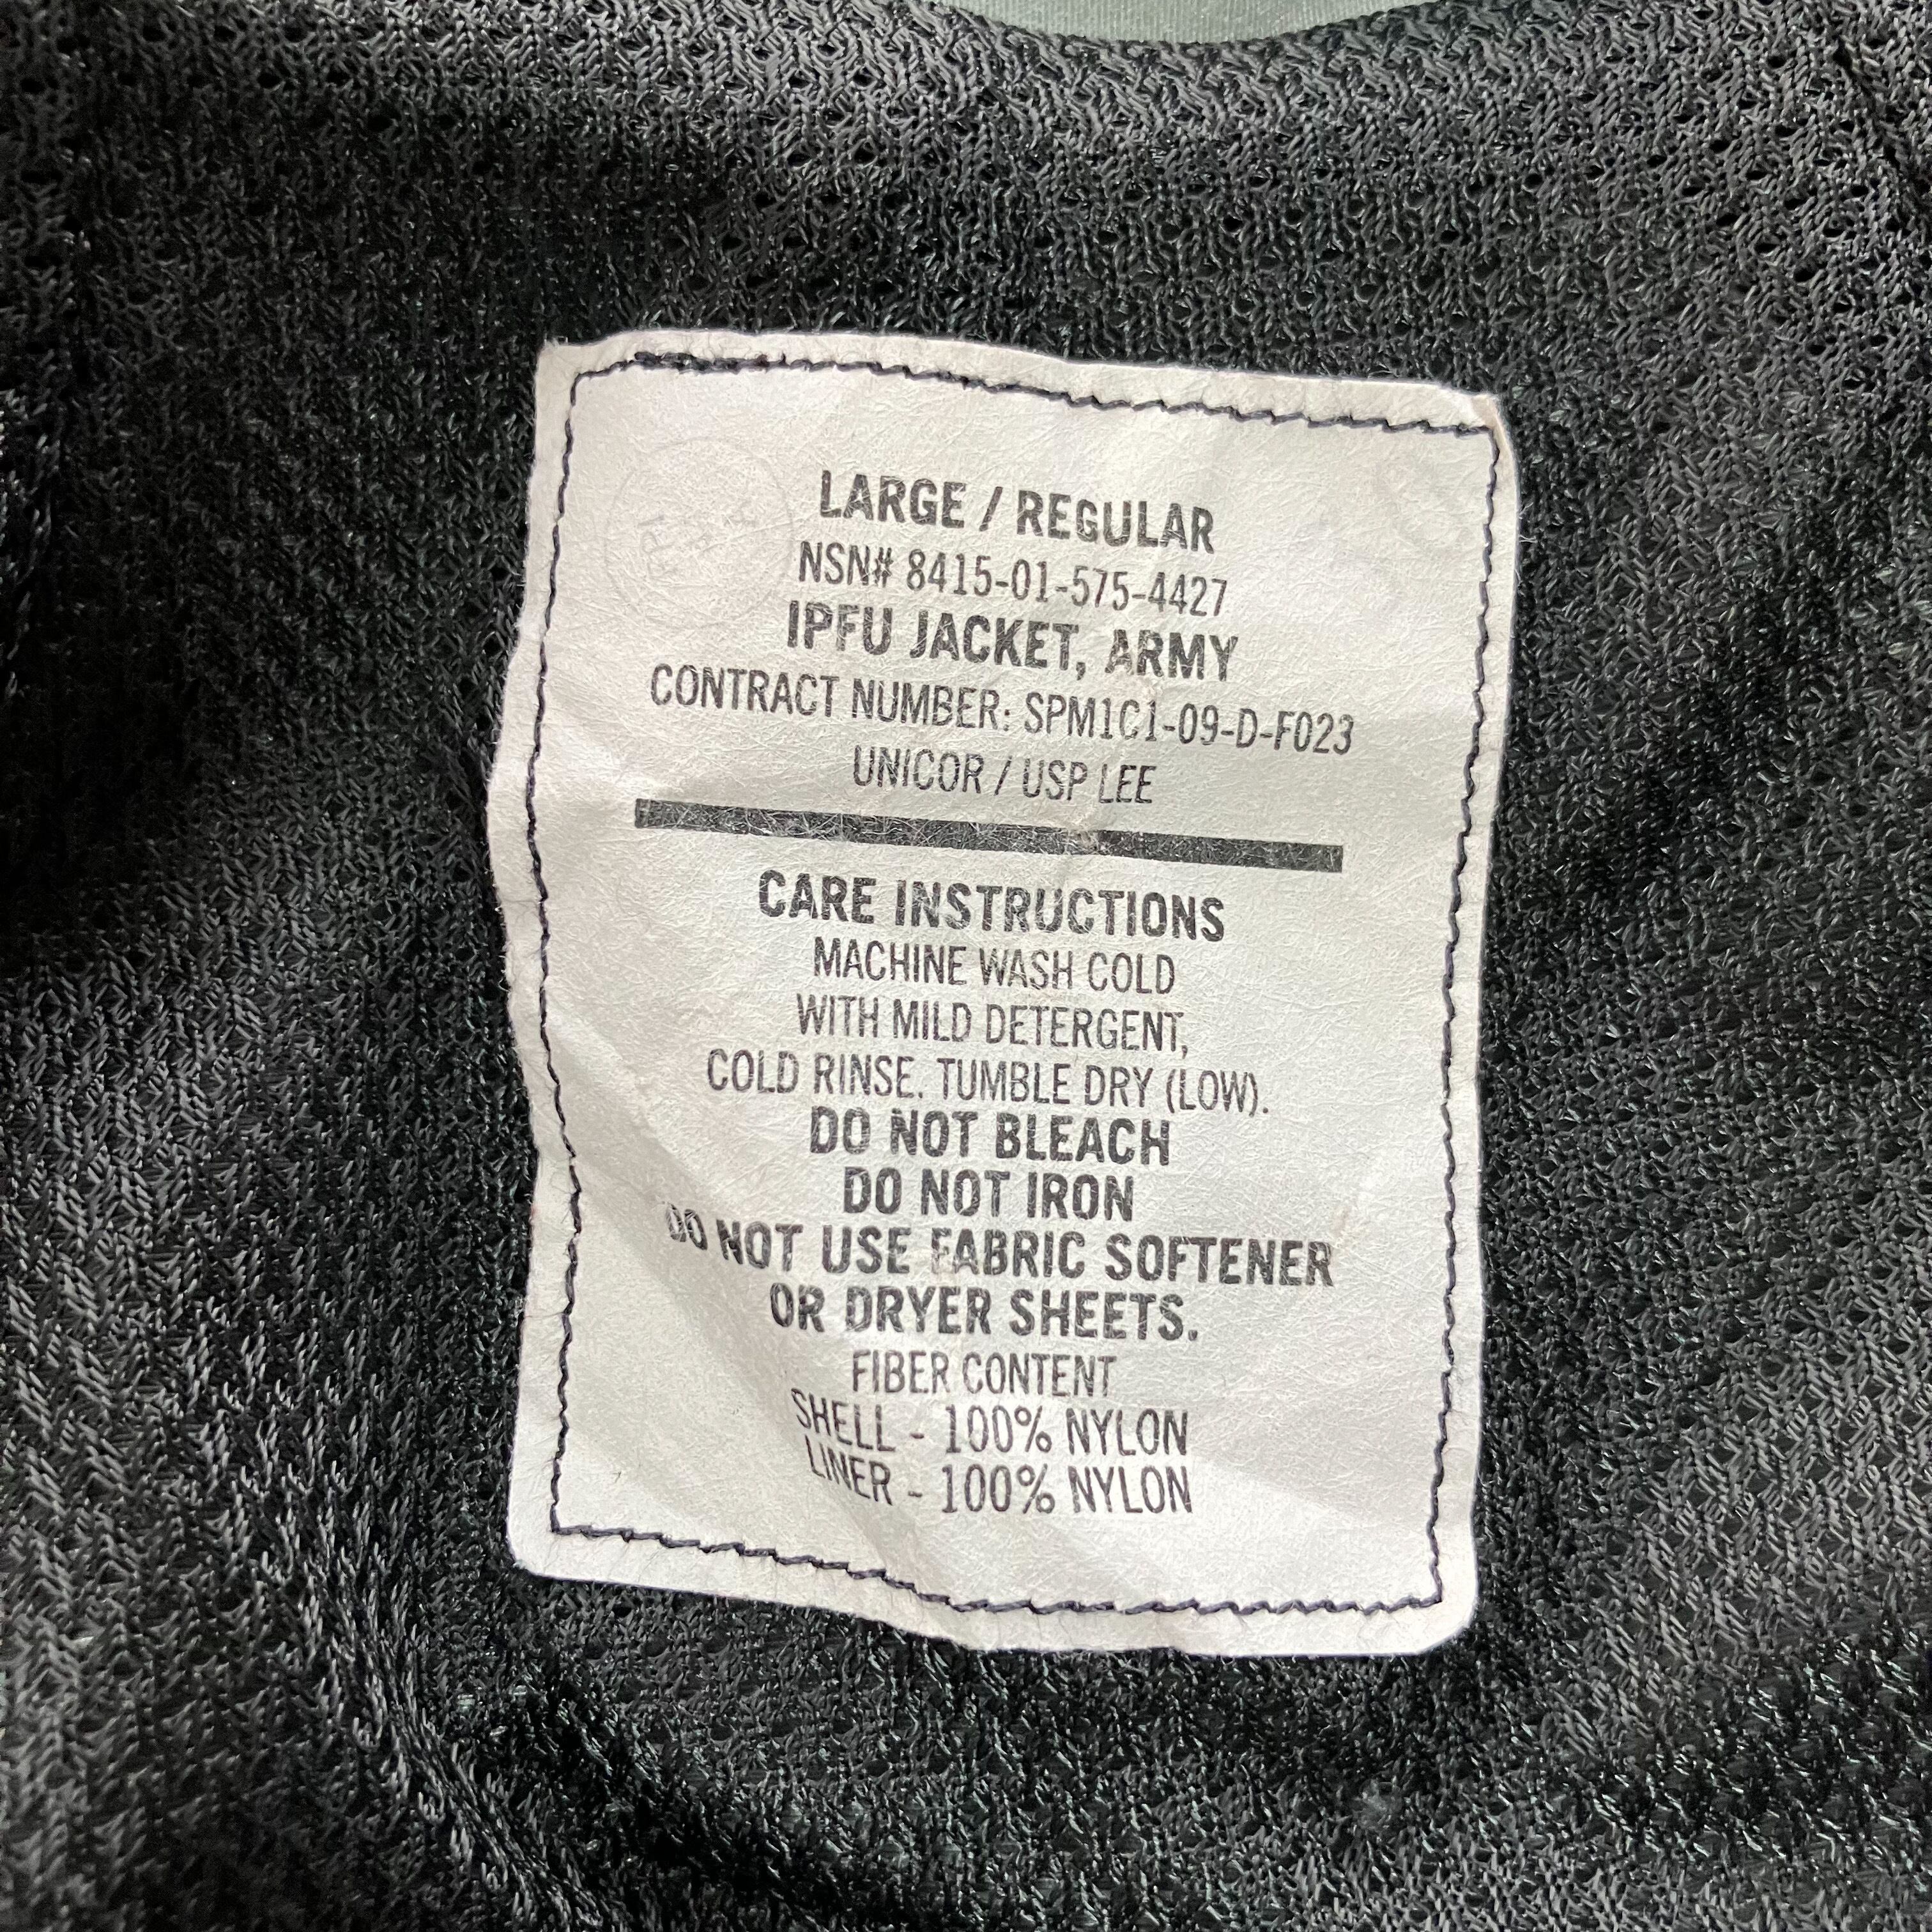 LARGE / REGULAR
NSN# 8415-01-575-4427
IPFU JACKET, ARMY
CONTRACT NUMBER: SPM1C1-09-D-F023
UNICOR / USP LEE
CARE INSTRUCTIONS
MACHINE WASH COLD
WITH MILD DETERGENT,
COLD RINSE. TUMBLE DRY (LOW).
DO NOT BLEACH
DO NOT IRON
DO NOT USE FABRIC SOFTENER
OR DRYER SHEETS.
FIBER CONTENT
SHELL - 100% NYLON
LINER - 100% NYLON